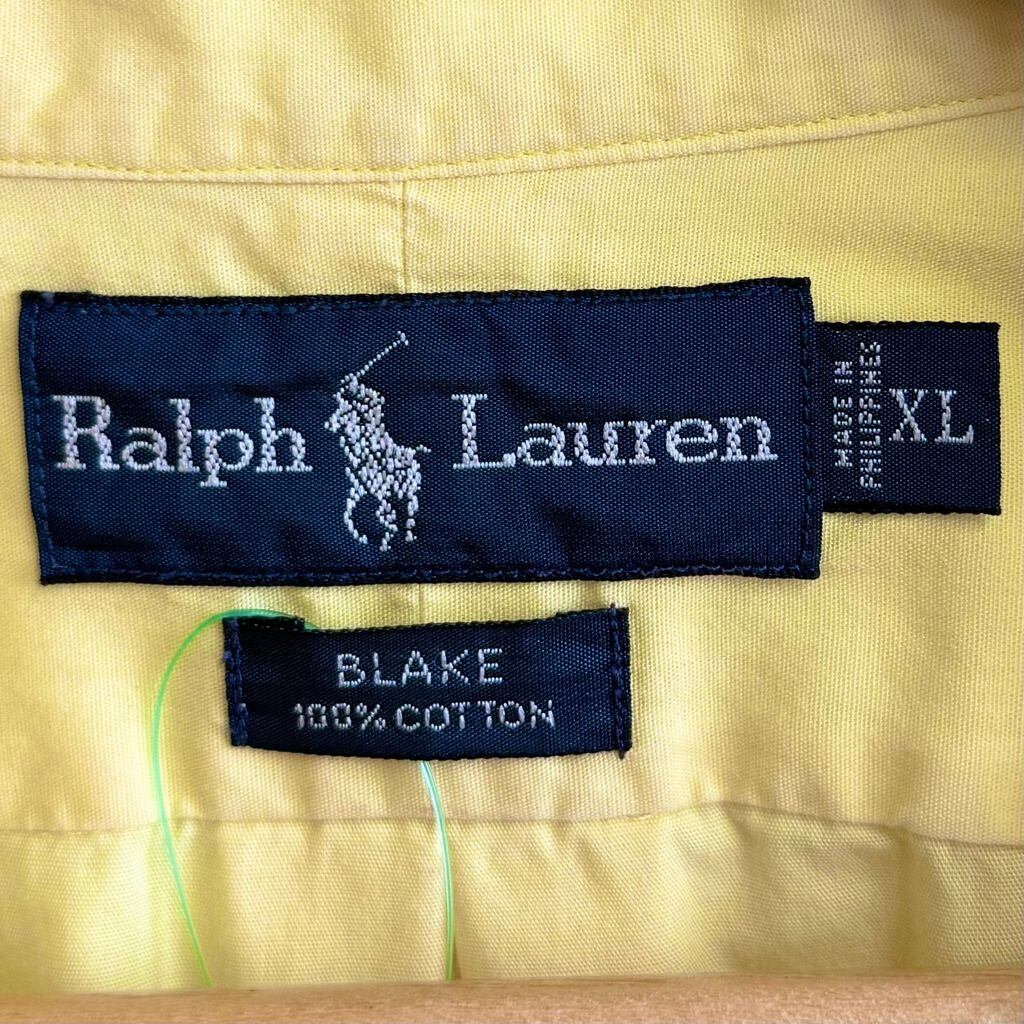 Ralph Lauren
MADE IN
PHILIPPINES
XL
BLAKE
100% COTTON